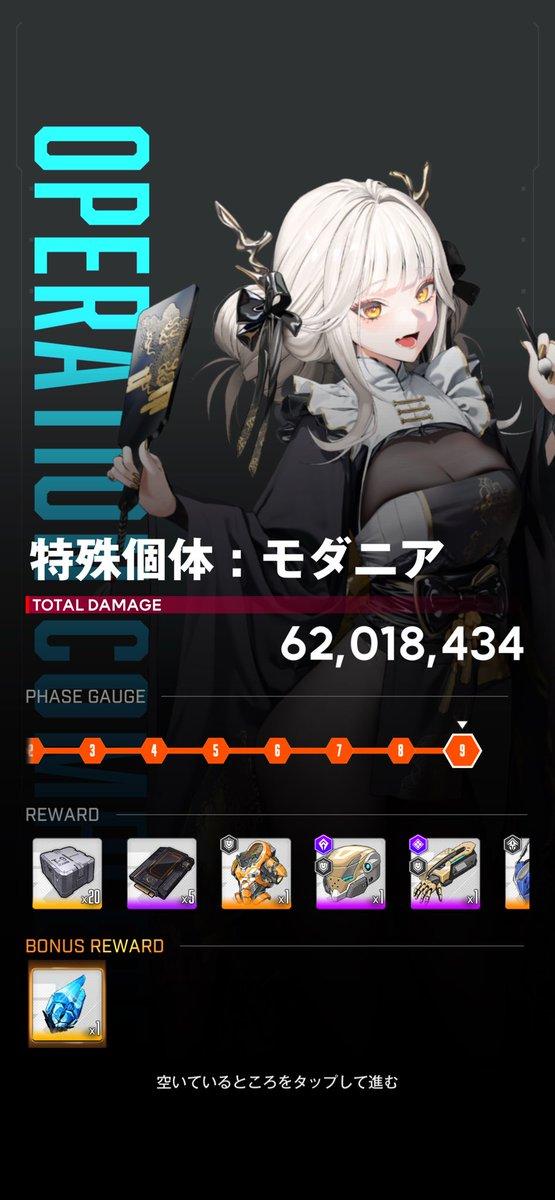 OPERATIO
COM
特殊個体：モダニア
TOTAL DAMAGE
62,018,434
PHASE GAUGE
3 4 5 6 7 8 9
REWARD
x20 x5 x1 x1 x1
BONUS REWARD
x1
空いているところをタップして進む